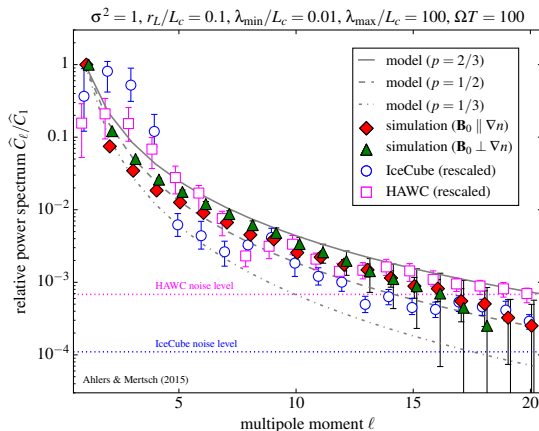 σ² = 1, r_L/L_c = 0.1, λ_min/L_c = 0.01, λ_max/L_c = 100, ΩT = 100
relative power spectrum Ĉ_ℓ/Ĉ_1
1
0.1
10⁻²
10⁻³
10⁻⁴
model (p = 2/3)
model (p = 1/2)
model (p = 1/3)
simulation (B₀ ∥ ∇n)
simulation (B₀ ⊥ ∇n)
IceCube (rescaled)
HAWC (rescaled)
HAWC noise level
IceCube noise level
Ahlers & Mertsch (2015)
5 10 15 20
multipole moment ℓ